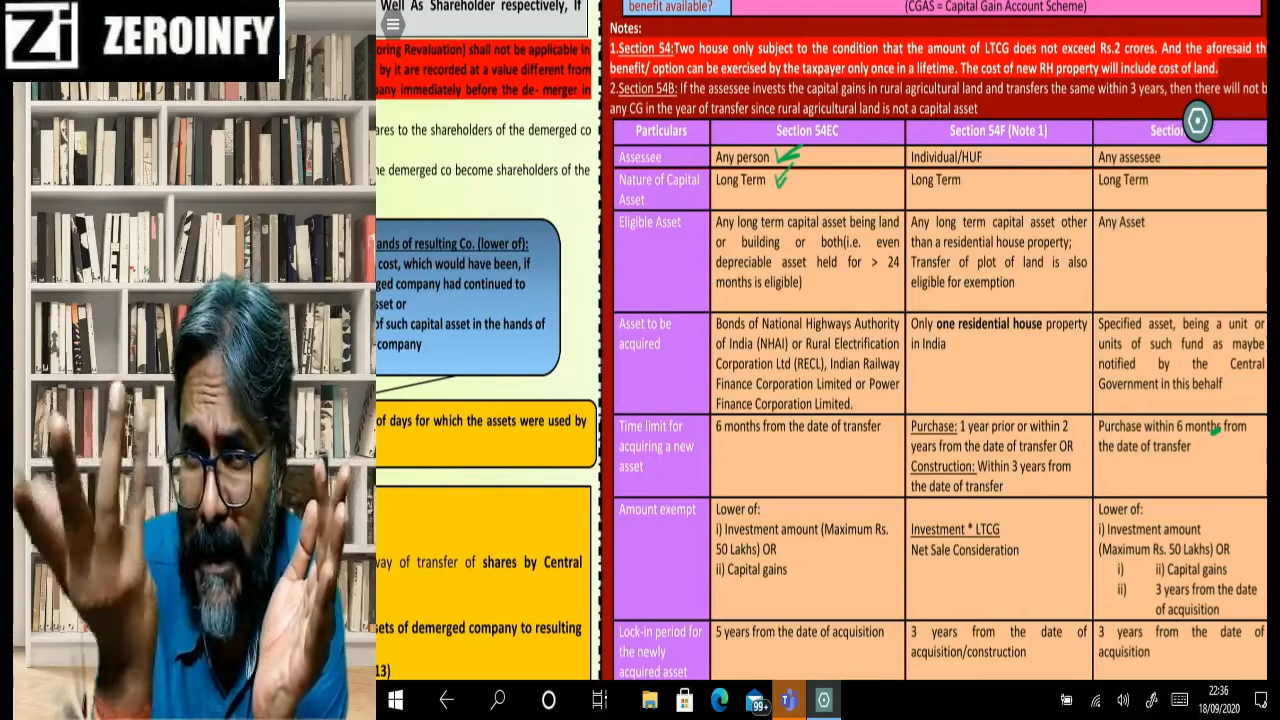 Zi ZEROINFY
Well As Shareholder respectively, If
oring Revaluation) shall not be applicable in
by it are recorded at a value different from
pany immediately before the de- merger in
ares to the shareholders of the demerged co
he demerged co become shareholders of the
ands of resulting Co. (lower of):
cost, which would have been, if
ged company had continued to
sset or
of such capital asset in the hands of
company
of days for which the assets were used by
way of transfer of shares by Central
sets of demerged company to resulting
13)
benefit available?
(CGAS = Capital Gain Account Scheme)
Notes:
1.Section 54:Two house only subject to the condition that the amount of LTCG does not exceed Rs.2 crores. And the aforesaid th
benefit/ option can be exercised by the taxpayer only once in a lifetime. The cost of new RH property will include cost of land.
2.Section 54B: If the assessee invests the capital gains in rural agricultural land and transfers the same within 3 years, then there will not b
any CG in the year of transfer since rural agricultural land is not a capital asset
Particulars
Section 54EC
Section 54F (Note 1)
Section
Assessee
Any person
Individual/HUF
Any assessee
Nature of Capital
Asset
Long Term
Long Term
Long Term
Eligible Asset
Any long term capital asset being land
or building or both(i.e. even
depreciable asset held for > 24
months is eligible)
Any long term capital asset other
than a residential house property;
Transfer of plot of land is also
eligible for exemption
Any Asset
Asset to be
acquired
Bonds of National Highways Authority
of India (NHAI) or Rural Electrification
Corporation Ltd (RECL), Indian Railway
Finance Corporation Limited or Power
Finance Corporation Limited.
Only one residential house property
in India
Specified asset, being a unit or
units of such fund as maybe
notified by the Central
Government in this behalf
Time limit for
acquiring a new
asset
6 months from the date of transfer
Purchase: 1 year prior or within 2
years from the date of transfer OR
Construction: Within 3 years from
the date of transfer
Purchase within 6 months from
the date of transfer
Amount exempt
Lower of:
i) Investment amount (Maximum Rs.
50 Lakhs) OR
ii) Capital gains
Investment * LTCG
Net Sale Consideration
Lower of:
i) Investment amount
(Maximum Rs. 50 Lakhs) OR
i) ii) Capital gains
ii) 3 years from the date
of acquisition
Lock-in period for
the newly
acquired asset
5 years from the date of acquisition
3 years from the date of
acquisition/construction
3 years from the date of
acquisition
99+
22:36
18/09/2020